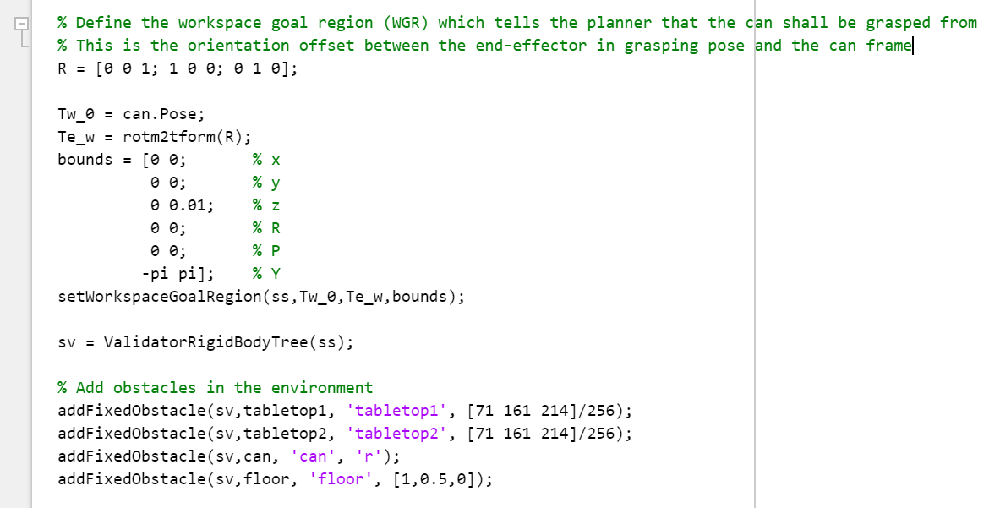 % Define the workspace goal region (WGR) which tells the planner that the can shall be grasped from
% This is the orientation offset between the end-effector in grasping pose and the can frame
R = [0 0 1; 1 0 0; 0 1 0];
Tw_0 = can.Pose;
Te_w = rotm2tform(R);
bounds = [0 0;       % x
          0 0;       % y
          0 0.01;    % z
          0 0;       % R
          0 0;       % P
         -pi pi];    % Y
setWorkspaceGoalRegion(ss,Tw_0,Te_w,bounds);
sv = ValidatorRigidBodyTree(ss);
% Add obstacles in the environment
addFixedObstacle(sv,tabletop1, 'tabletop1', [71 161 214]/256);
addFixedObstacle(sv,tabletop2, 'tabletop2', [71 161 214]/256);
addFixedObstacle(sv,can, 'can', 'r');
addFixedObstacle(sv,floor, 'floor', [1,0.5,0]);